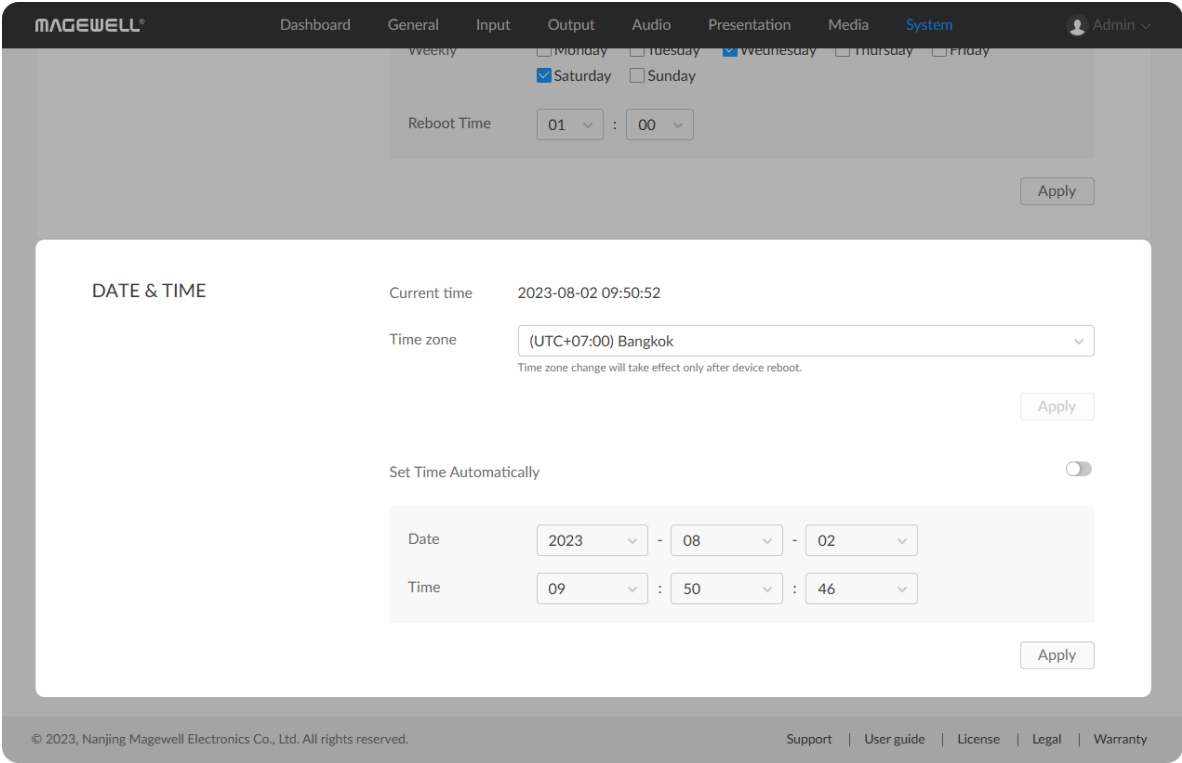 MAGEWELL®
Dashboard General Input Output Audio Presentation Media System Admin
Weekly Monday Tuesday Wednesday Thursday Friday
Saturday Sunday
Reboot Time 01 : 00
Apply
DATE & TIME
Current time 2023-08-02 09:50:52
Time zone (UTC+07:00) Bangkok
Time zone change will take effect only after device reboot.
Apply
Set Time Automatically
Date 2023 - 08 - 02
Time 09 : 50 : 46
Apply
© 2023, Nanjing Magewell Electronics Co., Ltd. All rights reserved.
Support | User guide | License | Legal | Warranty